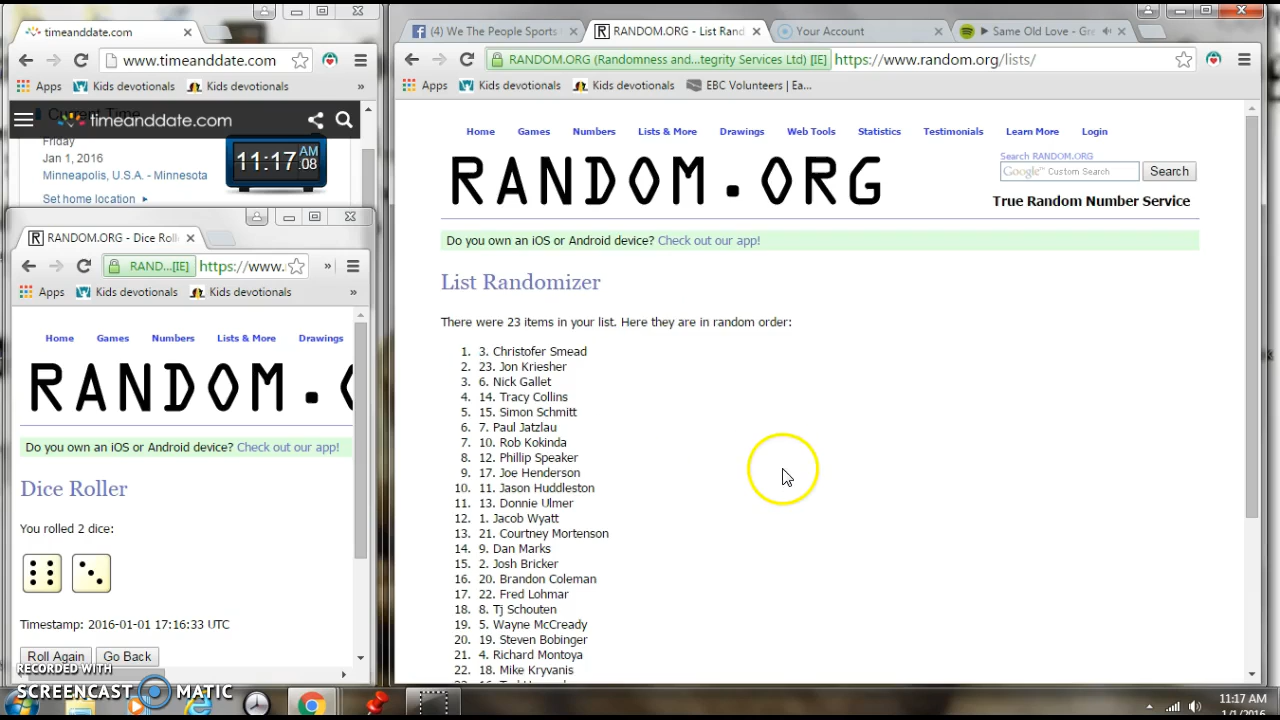 timeanddate.com
www.timeanddate.com
Apps Kids devotionals Kids devotionals »
Current Time
timeanddate.com
Friday
Jan 1, 2016
Minneapolis, U.S.A. - Minnesota
Set home location
11:17:08 AM
RANDOM.ORG - Dice Roll
RAND...[IE] https://www. »
Apps Kids devotionals Kids devotionals »
Home Games Numbers Lists & More Drawings
RANDOM.O
Do you own an iOS or Android device? Check out our app!
Dice Roller
You rolled 2 dice:
Timestamp: 2016-01-01 17:16:33 UTC
Roll Again Go Back
RECORDED WITH
SCREENCAST MATIC
(4) We The People Sports
RANDOM.ORG - List Rand
Your Account
Same Old Love - Gr
RANDOM.ORG (Randomness and...tegrity Services Ltd) [IE] https://www.random.org/lists/
Apps Kids devotionals Kids devotionals EBC Volunteers | Ea...
Home Games Numbers Lists & More Drawings Web Tools Statistics Testimonials Learn More Login
RANDOM.ORG
Search RANDOM.ORG
Google™ Custom Search Search
True Random Number Service
Do you own an iOS or Android device? Check out our app!
List Randomizer
There were 23 items in your list. Here they are in random order:
1. 3. Christofer Smead
2. 23. Jon Kriesher
3. 6. Nick Gallet
4. 14. Tracy Collins
5. 15. Simon Schmitt
6. 7. Paul Jatzlau
7. 10. Rob Kokinda
8. 12. Phillip Speaker
9. 17. Joe Henderson
10. 11. Jason Huddleston
11. 13. Donnie Ulmer
12. 1. Jacob Wyatt
13. 21. Courtney Mortenson
14. 9. Dan Marks
15. 2. Josh Bricker
16. 20. Brandon Coleman
17. 22. Fred Lohmar
18. 8. Tj Schouten
19. 5. Wayne McCready
20. 19. Steven Bobinger
21. 4. Richard Montoya
22. 18. Mike Kryvanis
11:17 AM
1/1/2016